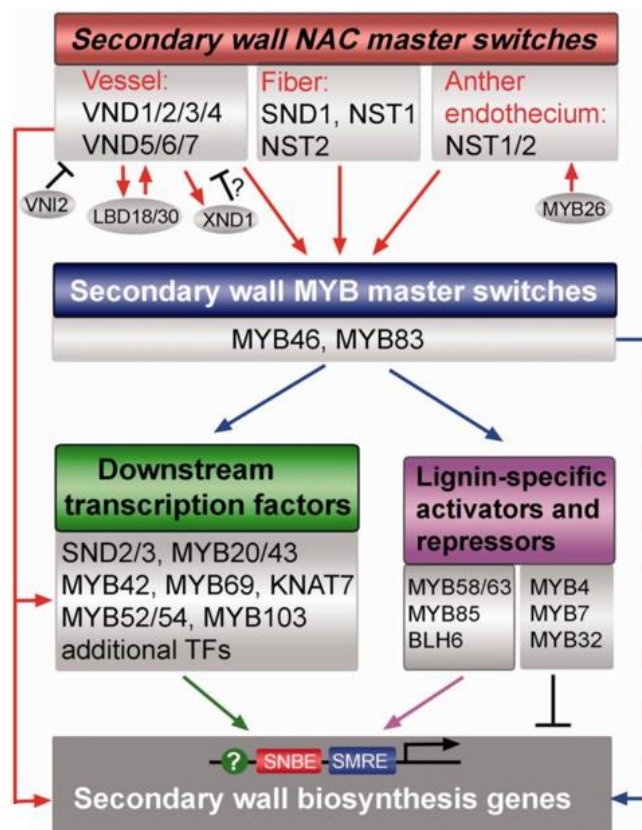 Secondary wall NAC master switches
Vessel:
VND1/2/3/4
VND5/6/7
Fiber:
SND1, NST1
NST2
Anther
endothecium:
NST1/2
VNI2
LBD18/30
?
XND1
MYB26
Secondary wall MYB master switches
MYB46, MYB83
Downstream
transcription factors
SND2/3, MYB20/43
MYB42, MYB69, KNAT7
MYB52/54, MYB103
additional TFs
Lignin-specific
activators and
repressors
MYB58/63
MYB85
BLH6
MYB4
MYB7
MYB32
? SNBE SMRE
Secondary wall biosynthesis genes